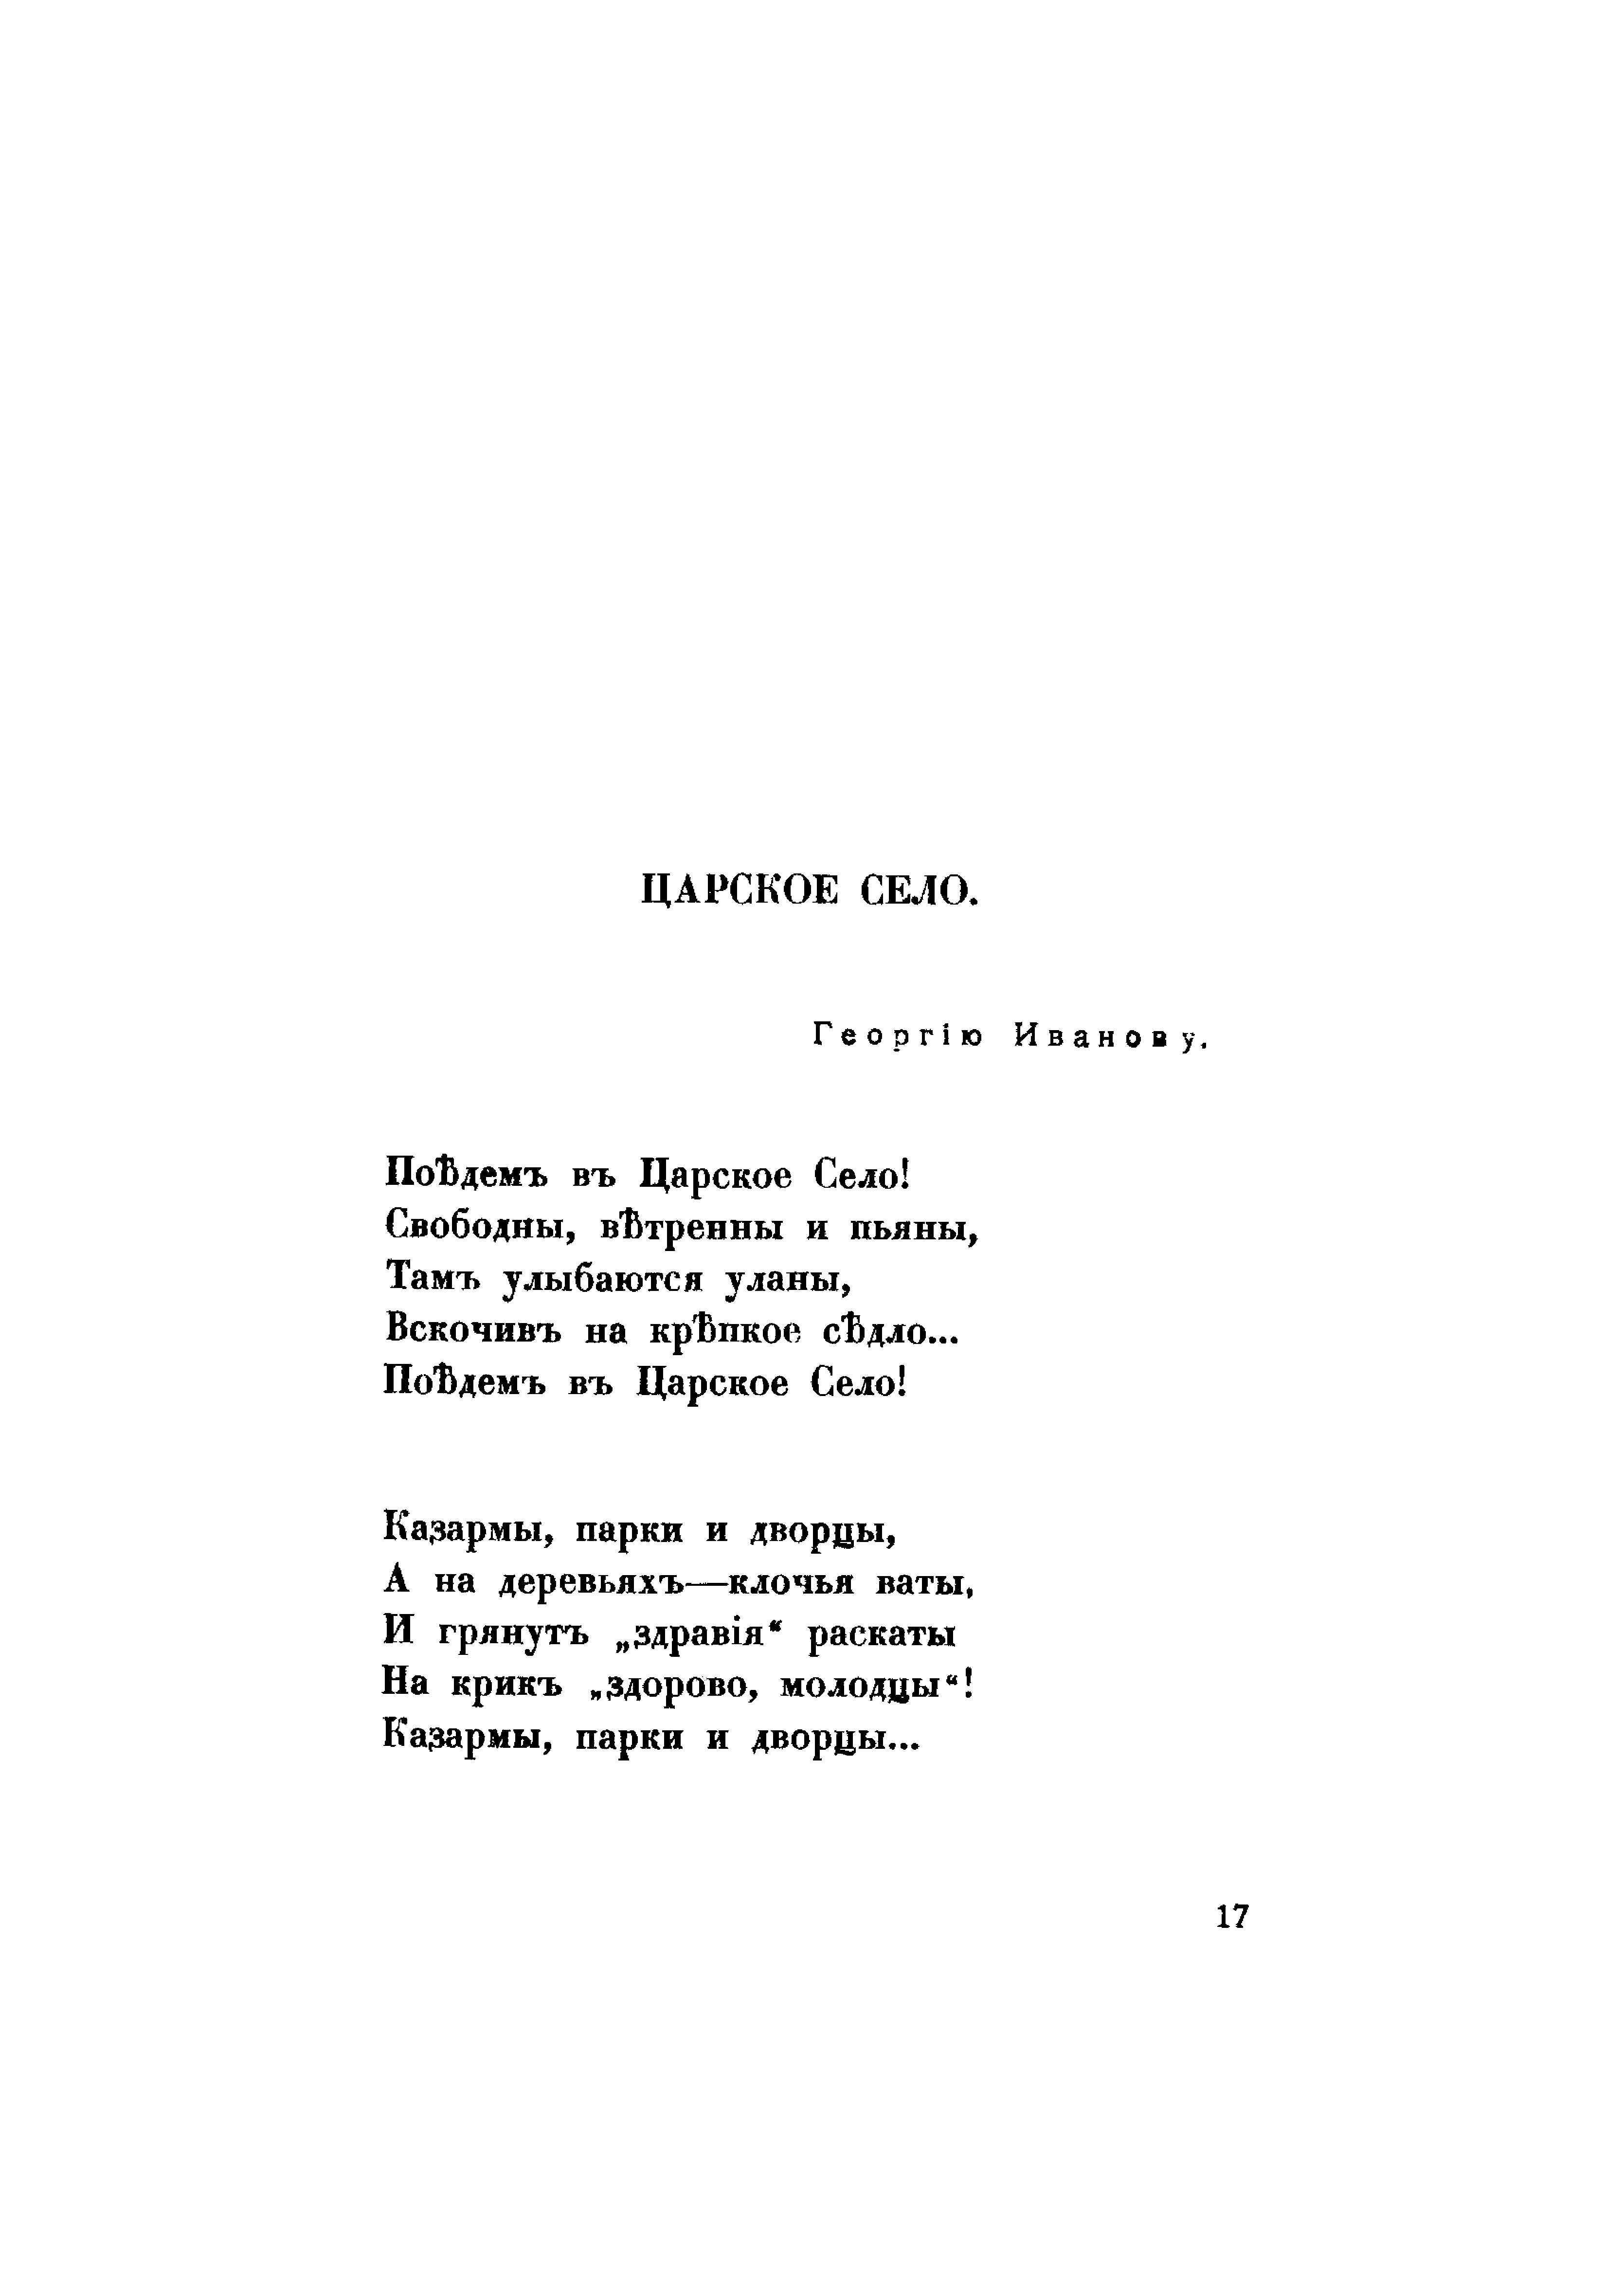 ЦАРСКОЕ СЕЛО.
Георгію Иванову.
Поѣдемъ въ Царское Село!
Свободны, вѣтренны и пьяны,
Тамъ улыбаются уланы,
Вскочивъ на крѣпкое сѣдло...
Поѣдемъ въ Царское Село!
Казармы, парки и дворцы,
А на деревьяхъ—клочья ваты,
И грянутъ „здравія“ раскаты
На крикъ „здорово, молодцы“!
Казармы, парки и дворцы...
17